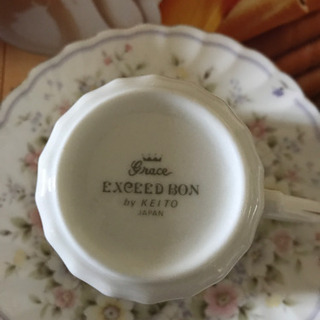 Grace
EXCEED BON
by KEITO
JAPAN